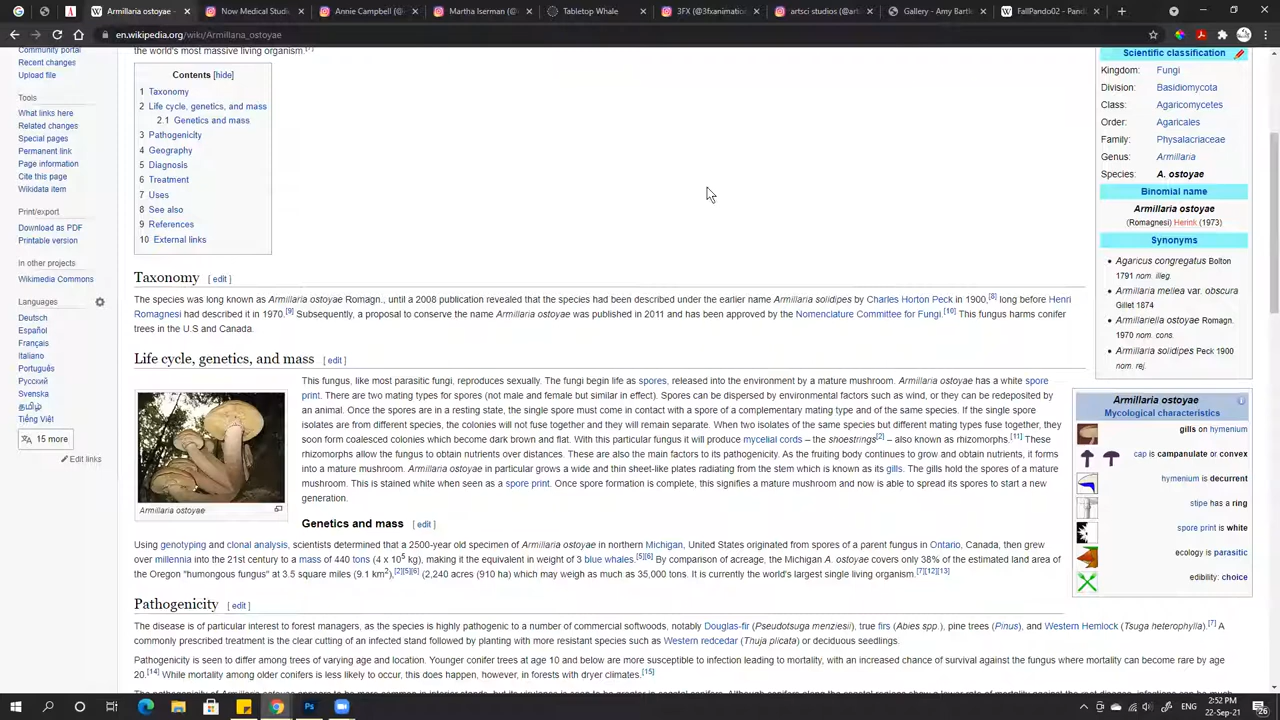 Armillaria ostoyae - Wikipedia
Now Medical Studi
Annie Campbell (@
Martha Iserman (@
Tabletop Whale
3FX (@3fxanimatio
artsci studios (@art
Gallery - Amy Bartl
FallPando02 - Pand
en.wikipedia.org/wiki/Armillaria_ostoyae
Community portal
Recent changes
Upload file
Tools
What links here
Related changes
Special pages
Permanent link
Page information
Cite this page
Wikidata item
Print/export
Download as PDF
Printable version
In other projects
Wikimedia Commons
Languages
Deutsch
Español
Français
Italiano
Português
Русский
Svenska
தமிழ்
Tiếng Việt
15 more
Edit links
the world's most massive living organism.
Contents [hide]
1 Taxonomy
2 Life cycle, genetics, and mass
2.1 Genetics and mass
3 Pathogenicity
4 Geography
5 Diagnosis
6 Treatment
7 Uses
8 See also
9 References
10 External links
Taxonomy [ edit ]
The species was long known as Armillaria ostoyae Romagn., until a 2008 publication revealed that the species had been described under the earlier name Armillaria solidipes by Charles Horton Peck in 1900,[8] long before Henri
Romagnesi had described it in 1970.[9] Subsequently, a proposal to conserve the name Armillaria ostoyae was published in 2011 and has been approved by the Nomenclature Committee for Fungi.[10] This fungus harms conifer
trees in the U.S and Canada.
Life cycle, genetics, and mass [ edit ]
Armillaria ostoyae
This fungus, like most parasitic fungi, reproduces sexually. The fungi begin life as spores, released into the environment by a mature mushroom. Armillaria ostoyae has a white spore
print. There are two mating types for spores (not male and female but similar in effect). Spores can be dispersed by environmental factors such as wind, or they can be redeposited by
an animal. Once the spores are in a resting state, the single spore must come in contact with a spore of a complementary mating type and of the same species. If the single spore
isolates are from different species, the colonies will not fuse together and they will remain separate. When two isolates of the same species but different mating types fuse together, they
soon form coalesced colonies which become dark brown and flat. With this particular fungus it will produce mycelial cords – the shoestrings[2] – also known as rhizomorphs.[11] These
rhizomorphs allow the fungus to obtain nutrients over distances. These are also the main factors to its pathogenicity. As the fruiting body continues to grow and obtain nutrients, it forms
into a mature mushroom. Armillaria ostoyae in particular grows a wide and thin sheet-like plates radiating from the stem which is known as its gills. The gills hold the spores of a mature
mushroom. This is stained white when seen as a spore print. Once spore formation is complete, this signifies a mature mushroom and now is able to spread its spores to start a new
generation.
Genetics and mass [ edit ]
Using genotyping and clonal analysis, scientists determined that a 2500-year old specimen of Armillaria ostoyae in northern Michigan, United States originated from spores of a parent fungus in Ontario, Canada, then grew
over millennia into the 21st century to a mass of 440 tons (4 x 10⁵ kg), making it the equivalent in weight of 3 blue whales.[5][6] By comparison of acreage, the Michigan A. ostoyae covers only 38% of the estimated land area of
the Oregon "humongous fungus" at 3.5 square miles (9.1 km²),[2][5][6] (2,240 acres (910 ha) which may weigh as much as 35,000 tons. It is currently the world's largest single living organism.[7][12][13]
Pathogenicity [ edit ]
The disease is of particular interest to forest managers, as the species is highly pathogenic to a number of commercial softwoods, notably Douglas-fir (Pseudotsuga menziesii), true firs (Abies spp.), pine trees (Pinus), and Western Hemlock (Tsuga heterophylla).[7] A
commonly prescribed treatment is the clear cutting of an infected stand followed by planting with more resistant species such as Western redcedar (Thuja plicata) or deciduous seedlings.
Pathogenicity is seen to differ among trees of varying age and location. Younger conifer trees at age 10 and below are more susceptible to infection leading to mortality, with an increased chance of survival against the fungus where mortality can become rare by age
20.[14] While mortality among older conifers is less likely to occur, this does happen, however, in forests with dryer climates.[15]
Scientific classification
Kingdom: Fungi
Division: Basidiomycota
Class: Agaricomycetes
Order: Agaricales
Family: Physalacriaceae
Genus: Armillaria
Species: A. ostoyae
Binomial name
Armillaria ostoyae
(Romagnesi) Herink (1973)
Synonyms
Agaricus congregatus Bolton
1791 nom. illeg.
Armillaria mellea var. obscura
Gillet 1874
Armillariella ostoyae Romagn.
1970 nom. cons.
Armillaria solidipes Peck 1900
nom. rej.
Armillaria ostoyae
Mycological characteristics
gills on hymenium
cap is campanulate or convex
hymenium is decurrent
stipe has a ring
spore print is white
ecology is parasitic
edibility: choice
ENG
2:52 PM
22-Sep-21
26